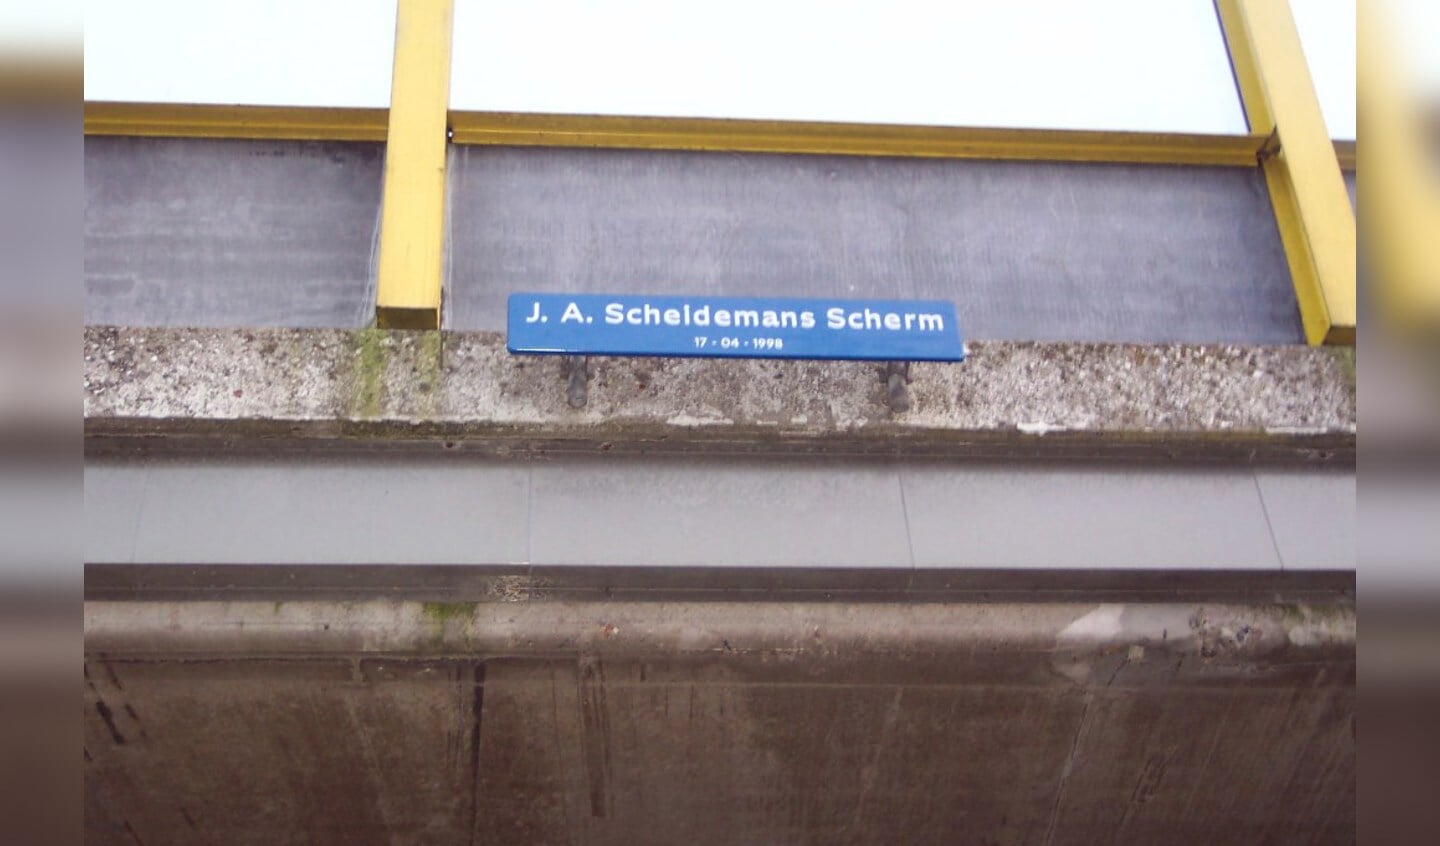 J. A. Scheidemans Scherm
17 - 04 - 1998